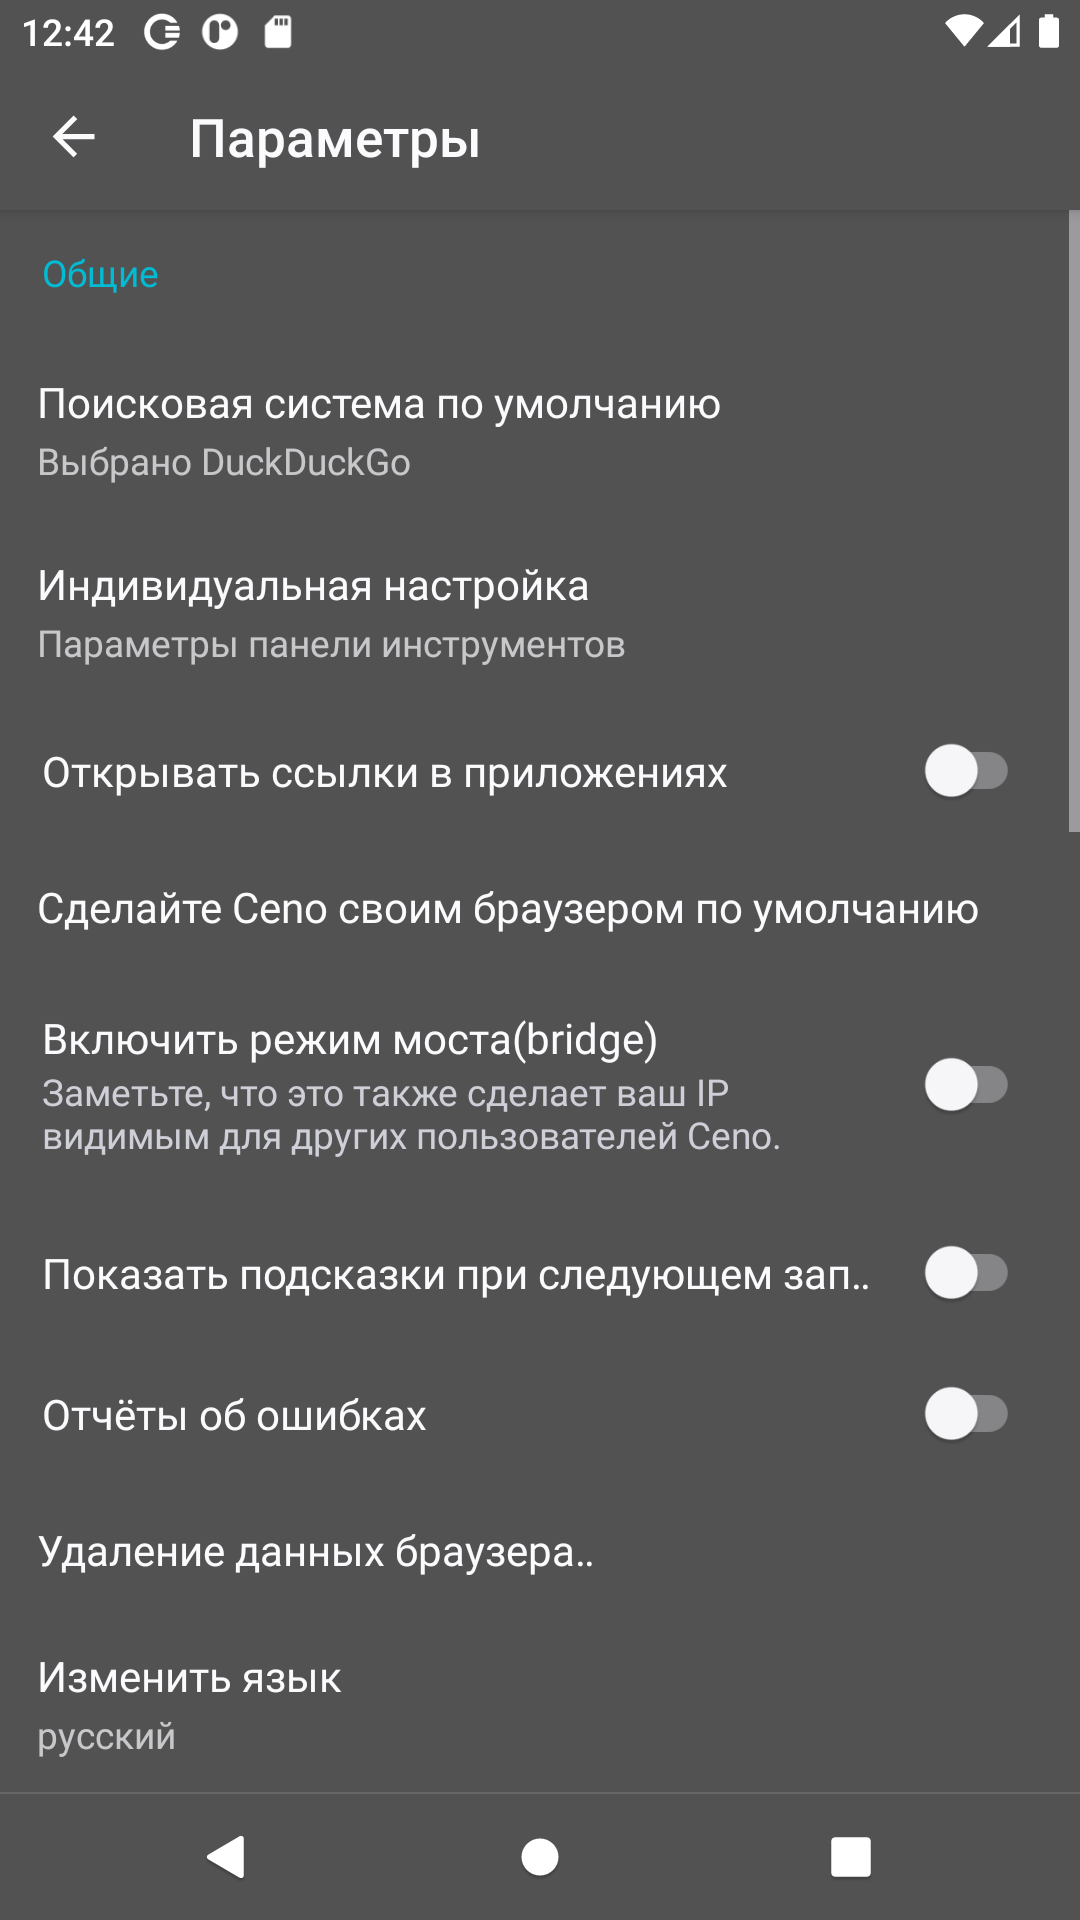 12:42
Параметры
Общие
Поисковая система по умолчанию
Выбрано DuckDuckGo
Индивидуальная настройка
Параметры панели инструментов
Открывать ссылки в приложениях
Сделайте Ceno своим браузером по умолчанию
Включить режим моста(bridge)
Заметьте, что это также сделает ваш IP
видимым для других пользователей Ceno.
Показать подсказки при следующем зап..
Отчёты об ошибках
Удаление данных браузера..
Изменить язык
русский